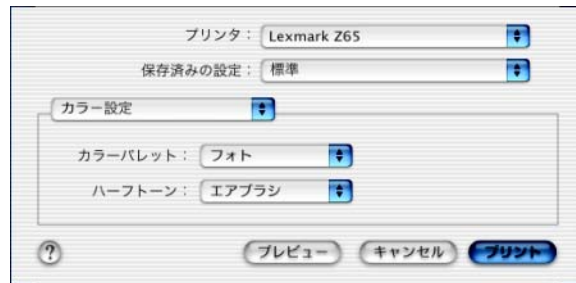 プリンタ： Lexmark Z65
保存済みの設定： 標準
カラー設定
カラーパレット： フォト
ハーフトーン： エアブラシ
? プレビュー キャンセル プリント